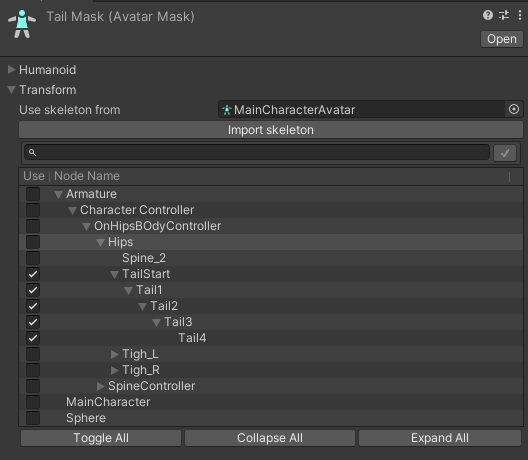 Tail Mask (Avatar Mask)
Open
Humanoid
Transform
Use skeleton from MainCharacterAvatar
Import skeleton
Use Node Name
Armature
Character Controller
OnHipsBOdyController
Hips
Spine_2
TailStart
Tail1
Tail2
Tail3
Tail4
Tigh_L
Tigh_R
SpineController
MainCharacter
Sphere
Toggle All Collapse All Expand All